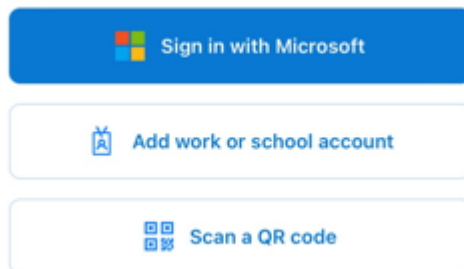 Sign in with Microsoft
Add work or school account
Scan a QR code